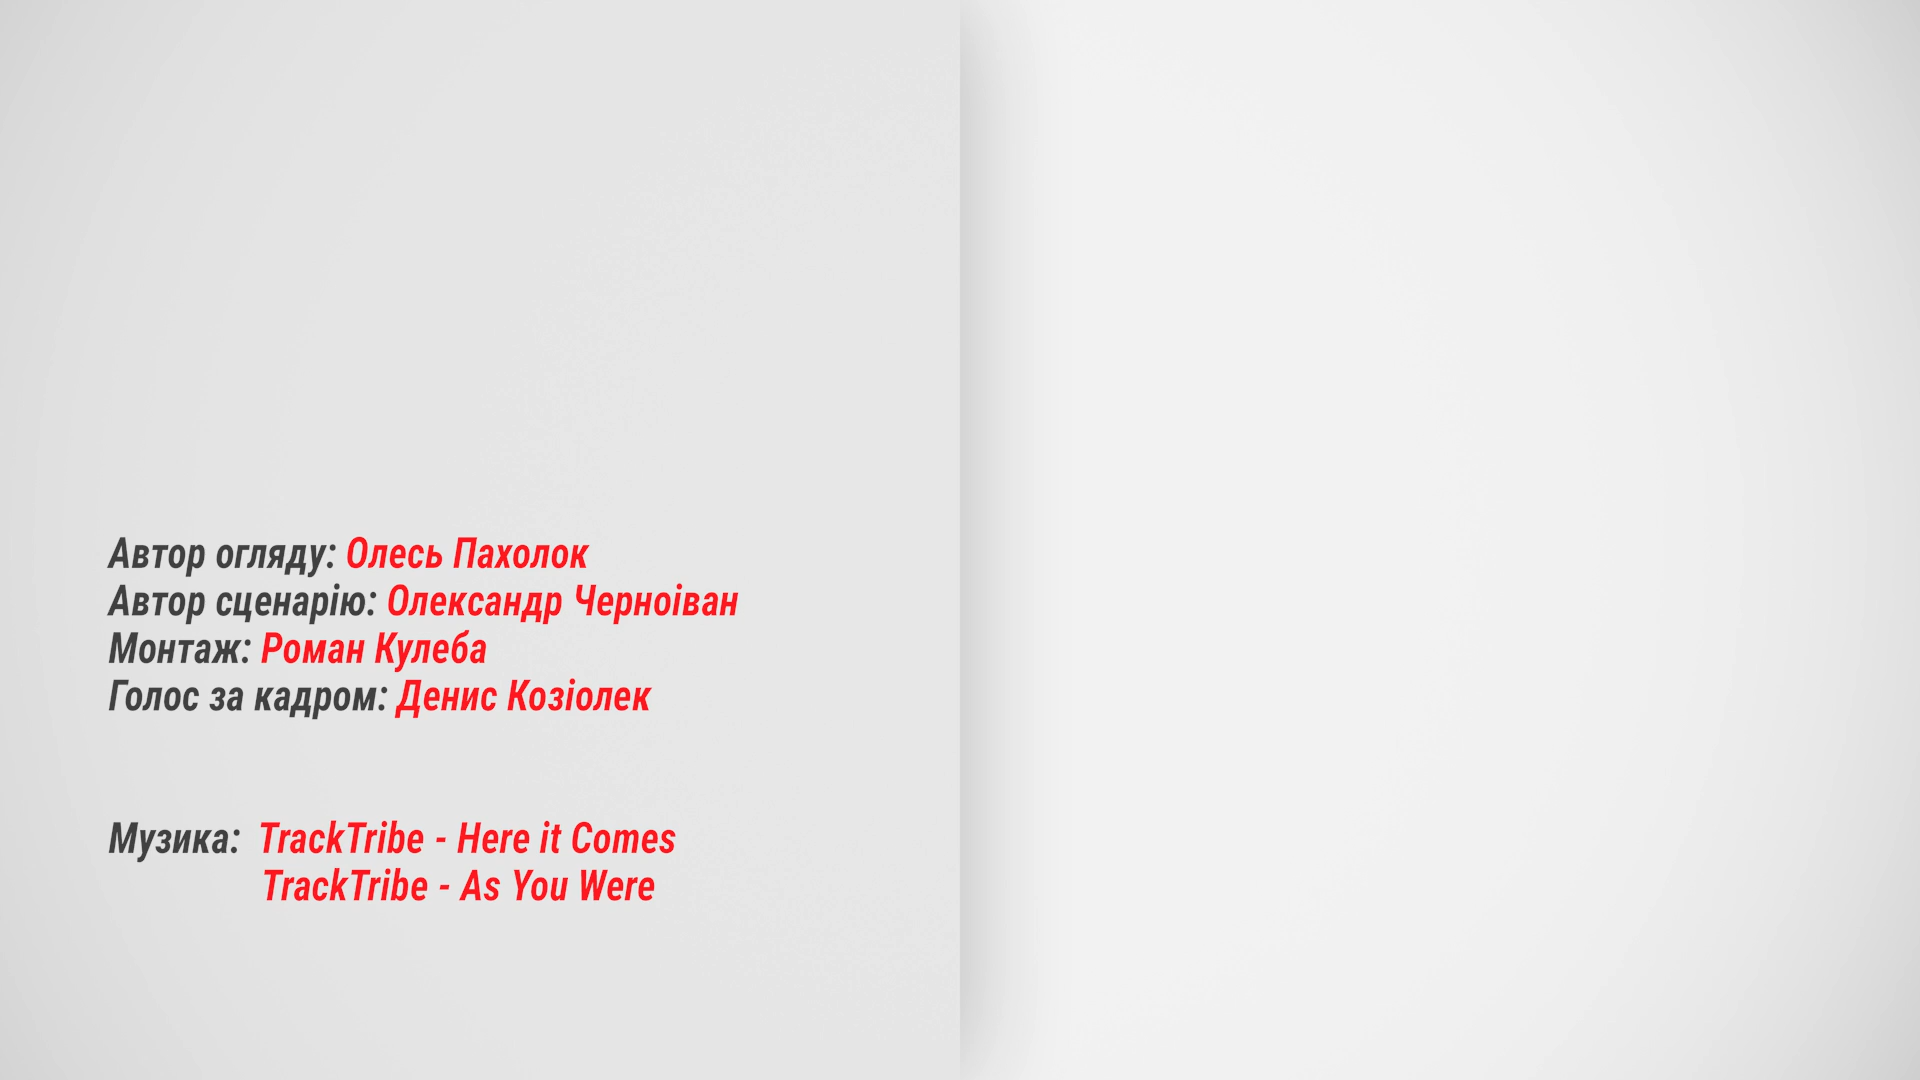 Автор огляду: Олесь Пахолок
Автор сценарію: Олександр Черноіван
Монтаж: Роман Кулеба
Голос за кадром: Денис Козіолек
Музика: TrackTribe - Here it Comes
TrackTribe - As You Were